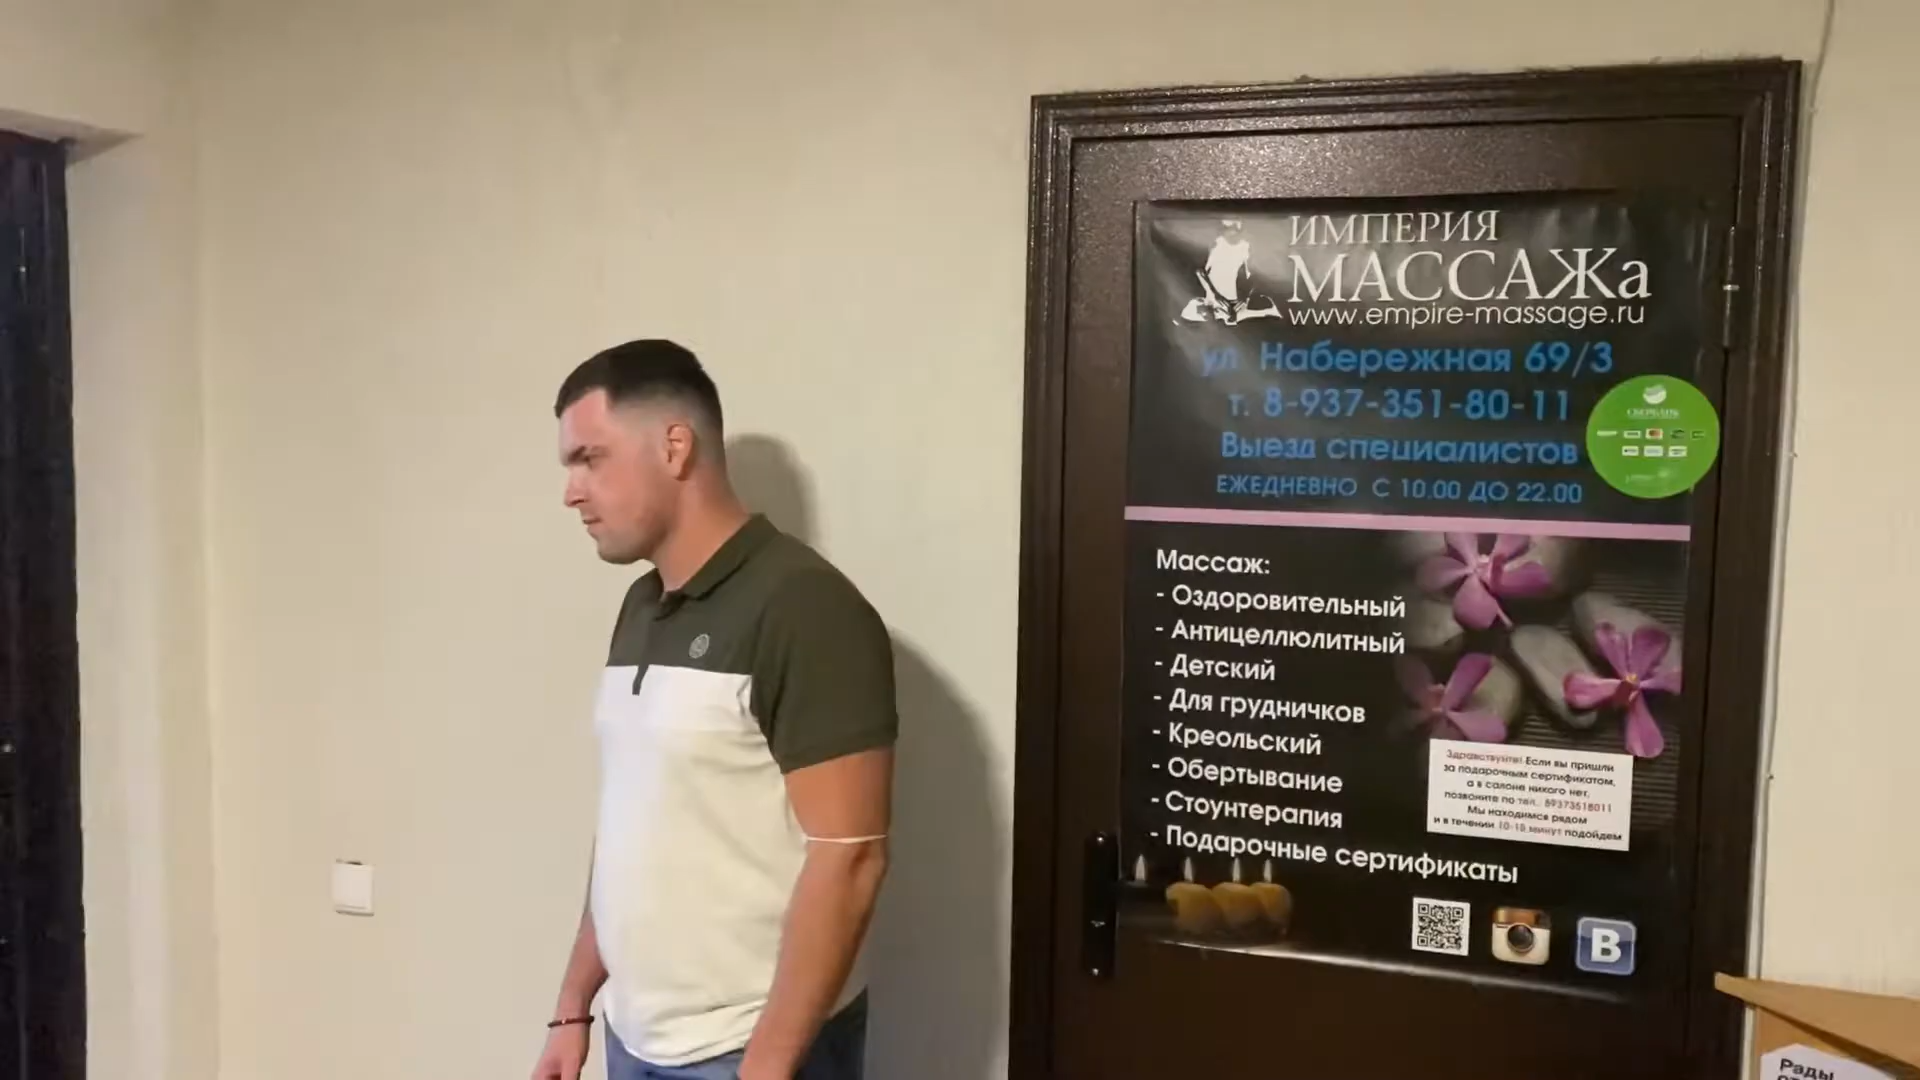 ИМПЕРИЯ
МАССАЖа
www.empire-massage.ru
ул Набережная 69/3
т. 8-937-351-80-11
Выезд специалистов
ЕЖЕДНЕВНО С 10.00 ДО 22.00
СБЕРБАНК
Массаж:
- Оздоровительный
- Антицеллюлитный
- Детский
- Для грудничков
- Креольский
- Обертывание
- Стоунтерапия
- Подарочные сертификаты
Здравствуйте! Если вы пришли
за подарочным сертификатом,
а в салоне никого нет,
позвоните по тел.: 89373518011
Мы находимся рядом
и в течении 10-15 минут подойдем
B
Рады